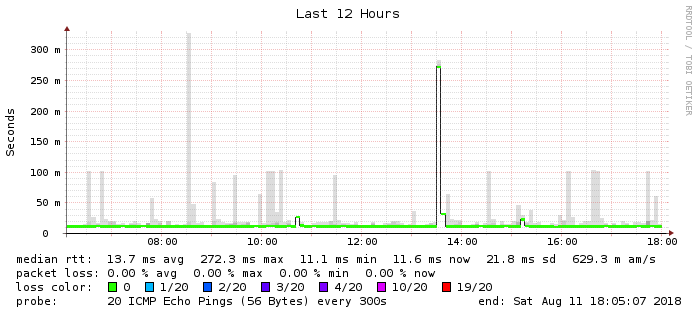 Last 12 Hours
RRDTOOL / TOBI OETIKER
Seconds
300 m
250 m
200 m
150 m
100 m
50 m
0
08:00 10:00 12:00 14:00 16:00 18:00
median rtt: 13.7 ms avg 272.3 ms max 11.1 ms min 11.6 ms now 21.8 ms sd 629.3 m am/s
packet loss: 0.00 % avg 0.00 % max 0.00 % min 0.00 % now
loss color: 0 1/20 2/20 3/20 4/20 10/20 19/20
probe: 20 ICMP Echo Pings (56 Bytes) every 300s end: Sat Aug 11 18:05:07 2018